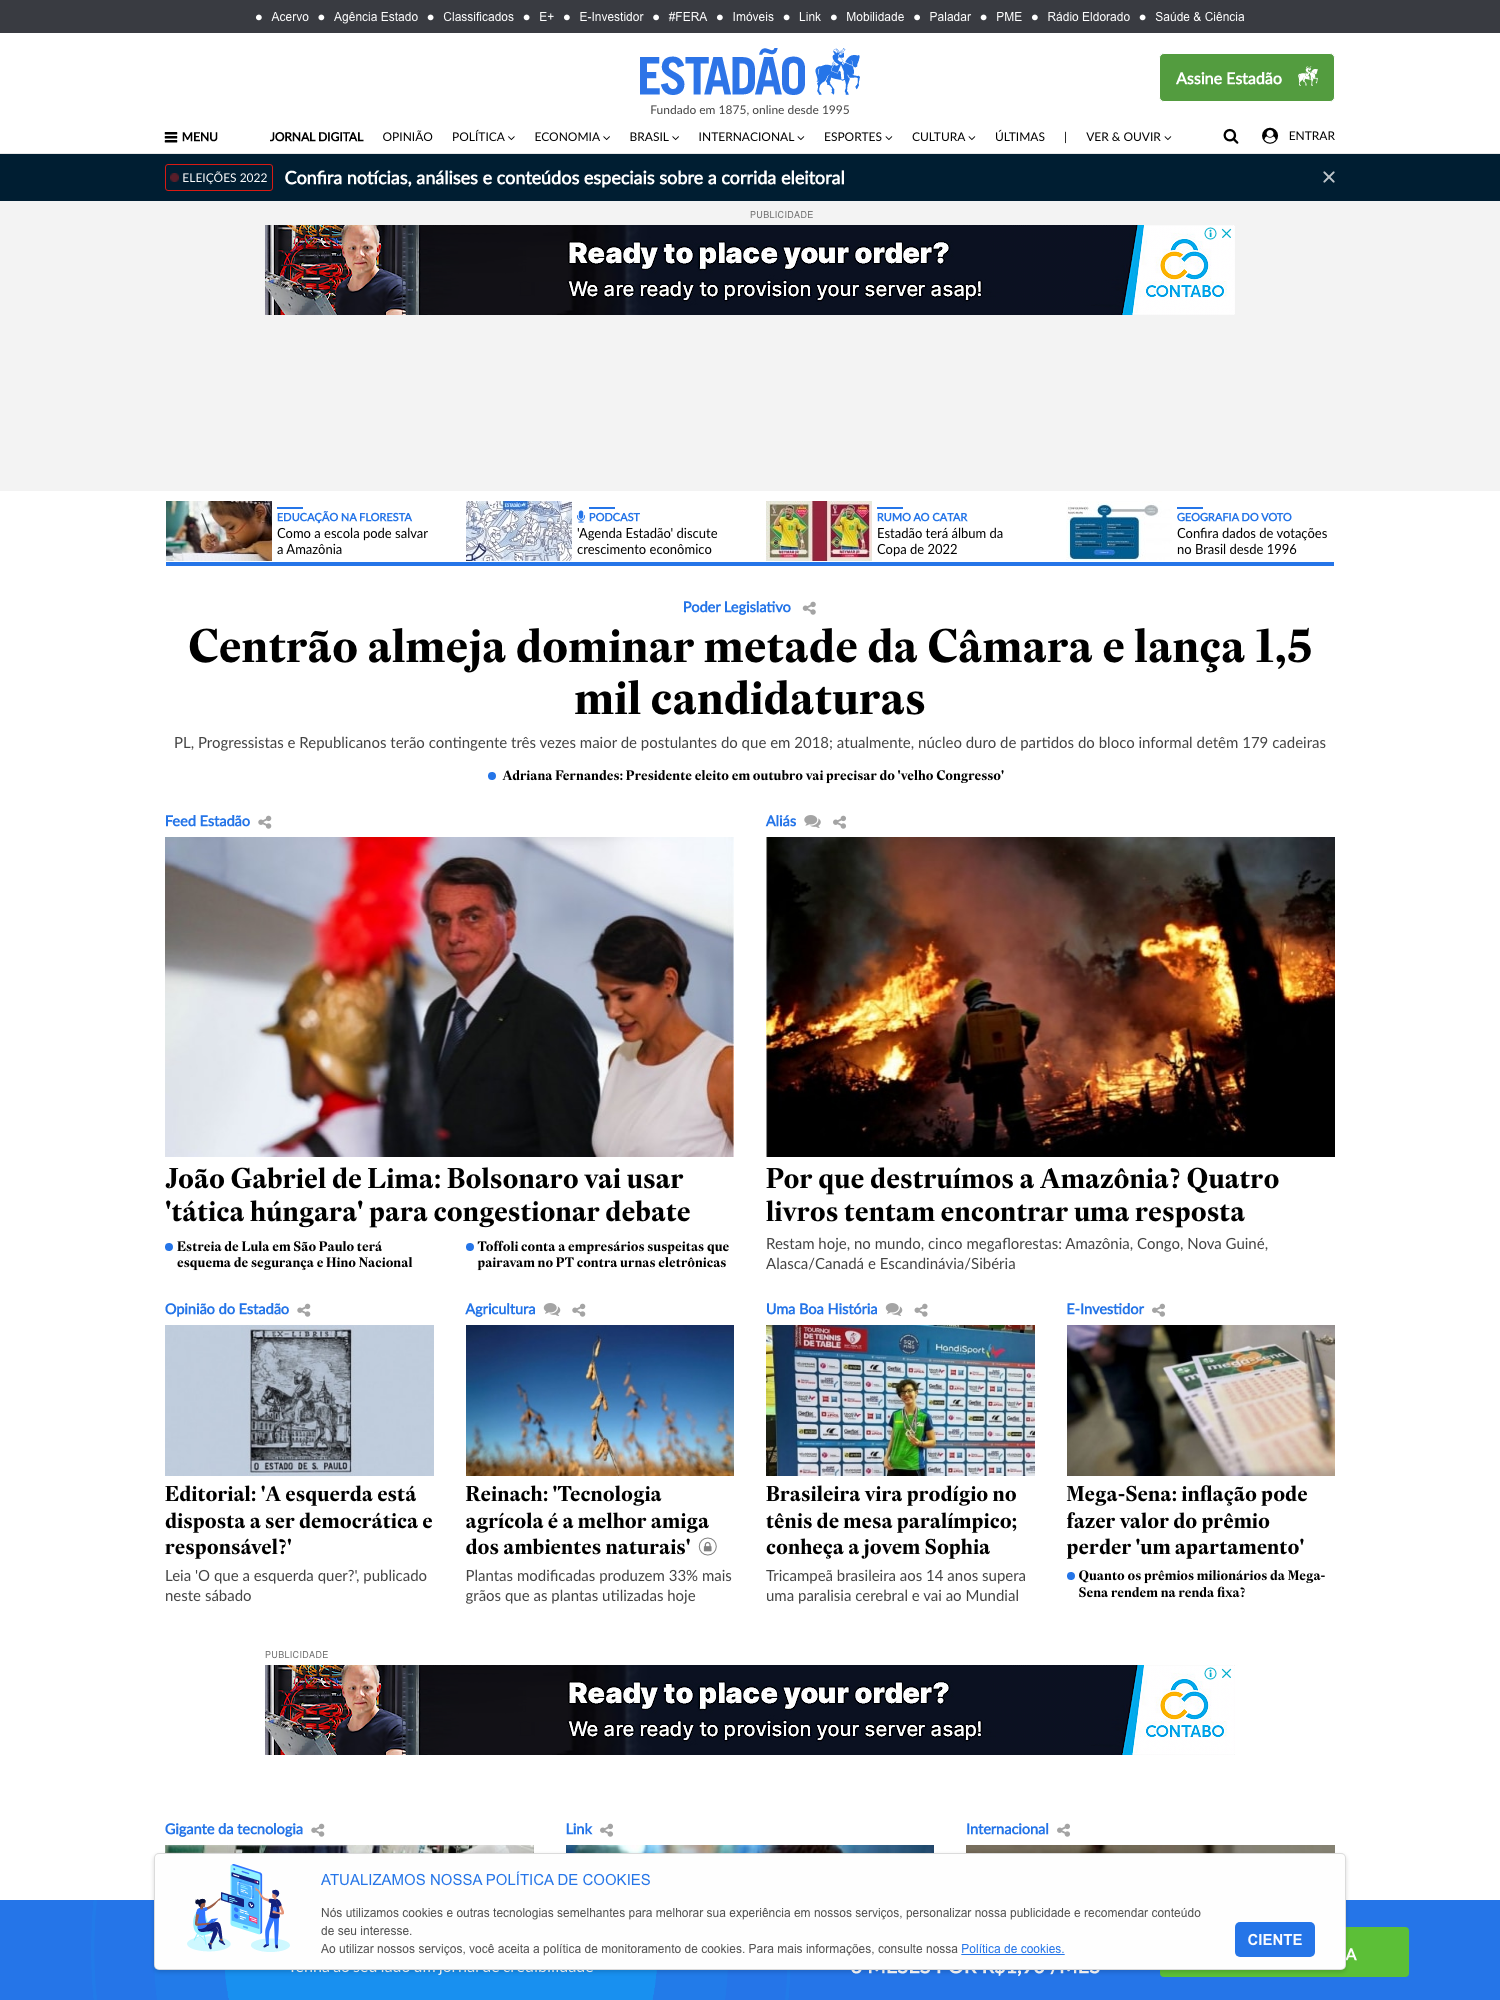 Acervo Agência Estado Classificados E+ E-Investidor #FERA Imóveis Link Mobilidade Paladar PME Rádio Eldorado Saúde & Ciência
ESTADÃO
Fundado em 1875, online desde 1995
Assine Estadão
MENU JORNAL DIGITAL OPINIÃO POLÍTICA ECONOMIA BRASIL INTERNACIONAL ESPORTES CULTURA ÚLTIMAS | VER & OUVIR ENTRAR
ELEIÇÕES 2022 Confira notícias, análises e conteúdos especiais sobre a corrida eleitoral
PUBLICIDADE
Ready to place your order?
We are ready to provision your server asap!
CONTABO
EDUCAÇÃO NA FLORESTA
Como a escola pode salvar
a Amazônia
PODCAST
'Agenda Estadão' discute
crescimento econômico
RUMO AO CATAR
Estadão terá álbum da
Copa de 2022
GEOGRAFIA DO VOTO
Confira dados de votações
no Brasil desde 1996
Poder Legislativo
Centrão almeja dominar metade da Câmara e lança 1,5
mil candidaturas
PL, Progressistas e Republicanos terão contingente três vezes maior de postulantes do que em 2018; atualmente, núcleo duro de partidos do bloco informal detêm 179 cadeiras
Adriana Fernandes: Presidente eleito em outubro vai precisar do 'velho Congresso'
Feed Estadão
João Gabriel de Lima: Bolsonaro vai usar
'tática húngara' para congestionar debate
Estreia de Lula em São Paulo terá
esquema de segurança e Hino Nacional
Toffoli conta a empresários suspeitas que
pairavam no PT contra urnas eletrônicas
Aliás
Por que destruímos a Amazônia? Quatro
livros tentam encontrar uma resposta
Restam hoje, no mundo, cinco megaflorestas: Amazônia, Congo, Nova Guiné,
Alasca/Canadá e Escandinávia/Sibéria
Opinião do Estadão
EX-LIBRIS
O ESTADO DE S. PAULO
Editorial: 'A esquerda está
disposta a ser democrática e
responsável?'
Leia 'O que a esquerda quer?', publicado
neste sábado
Agricultura
Reinach: 'Tecnologia
agrícola é a melhor amiga
dos ambientes naturais'
Plantas modificadas produzem 33% mais
grãos que as plantas utilizadas hoje
Uma Boa História
TOURNOI
DE TENNIS
DE TABLE
HandiSport
Brasileira vira prodígio no
tênis de mesa paralímpico;
conheça a jovem Sophia
Tricampeã brasileira aos 14 anos supera
uma paralisia cerebral e vai ao Mundial
E-Investidor
mega-sena
Mega-Sena: inflação pode
fazer valor do prêmio
perder 'um apartamento'
Quanto os prêmios milionários da Mega-
Sena rendem na renda fixa?
PUBLICIDADE
Ready to place your order?
We are ready to provision your server asap!
CONTABO
Gigante da tecnologia
Link
Internacional
ATUALIZAMOS NOSSA POLÍTICA DE COOKIES
Nós utilizamos cookies e outras tecnologias semelhantes para melhorar sua experiência em nossos serviços, personalizar nossa publicidade e recomendar conteúdo
de seu interesse.
Ao utilizar nossos serviços, você aceita a política de monitoramento de cookies. Para mais informações, consulte nossa Política de cookies.
CIENTE
A